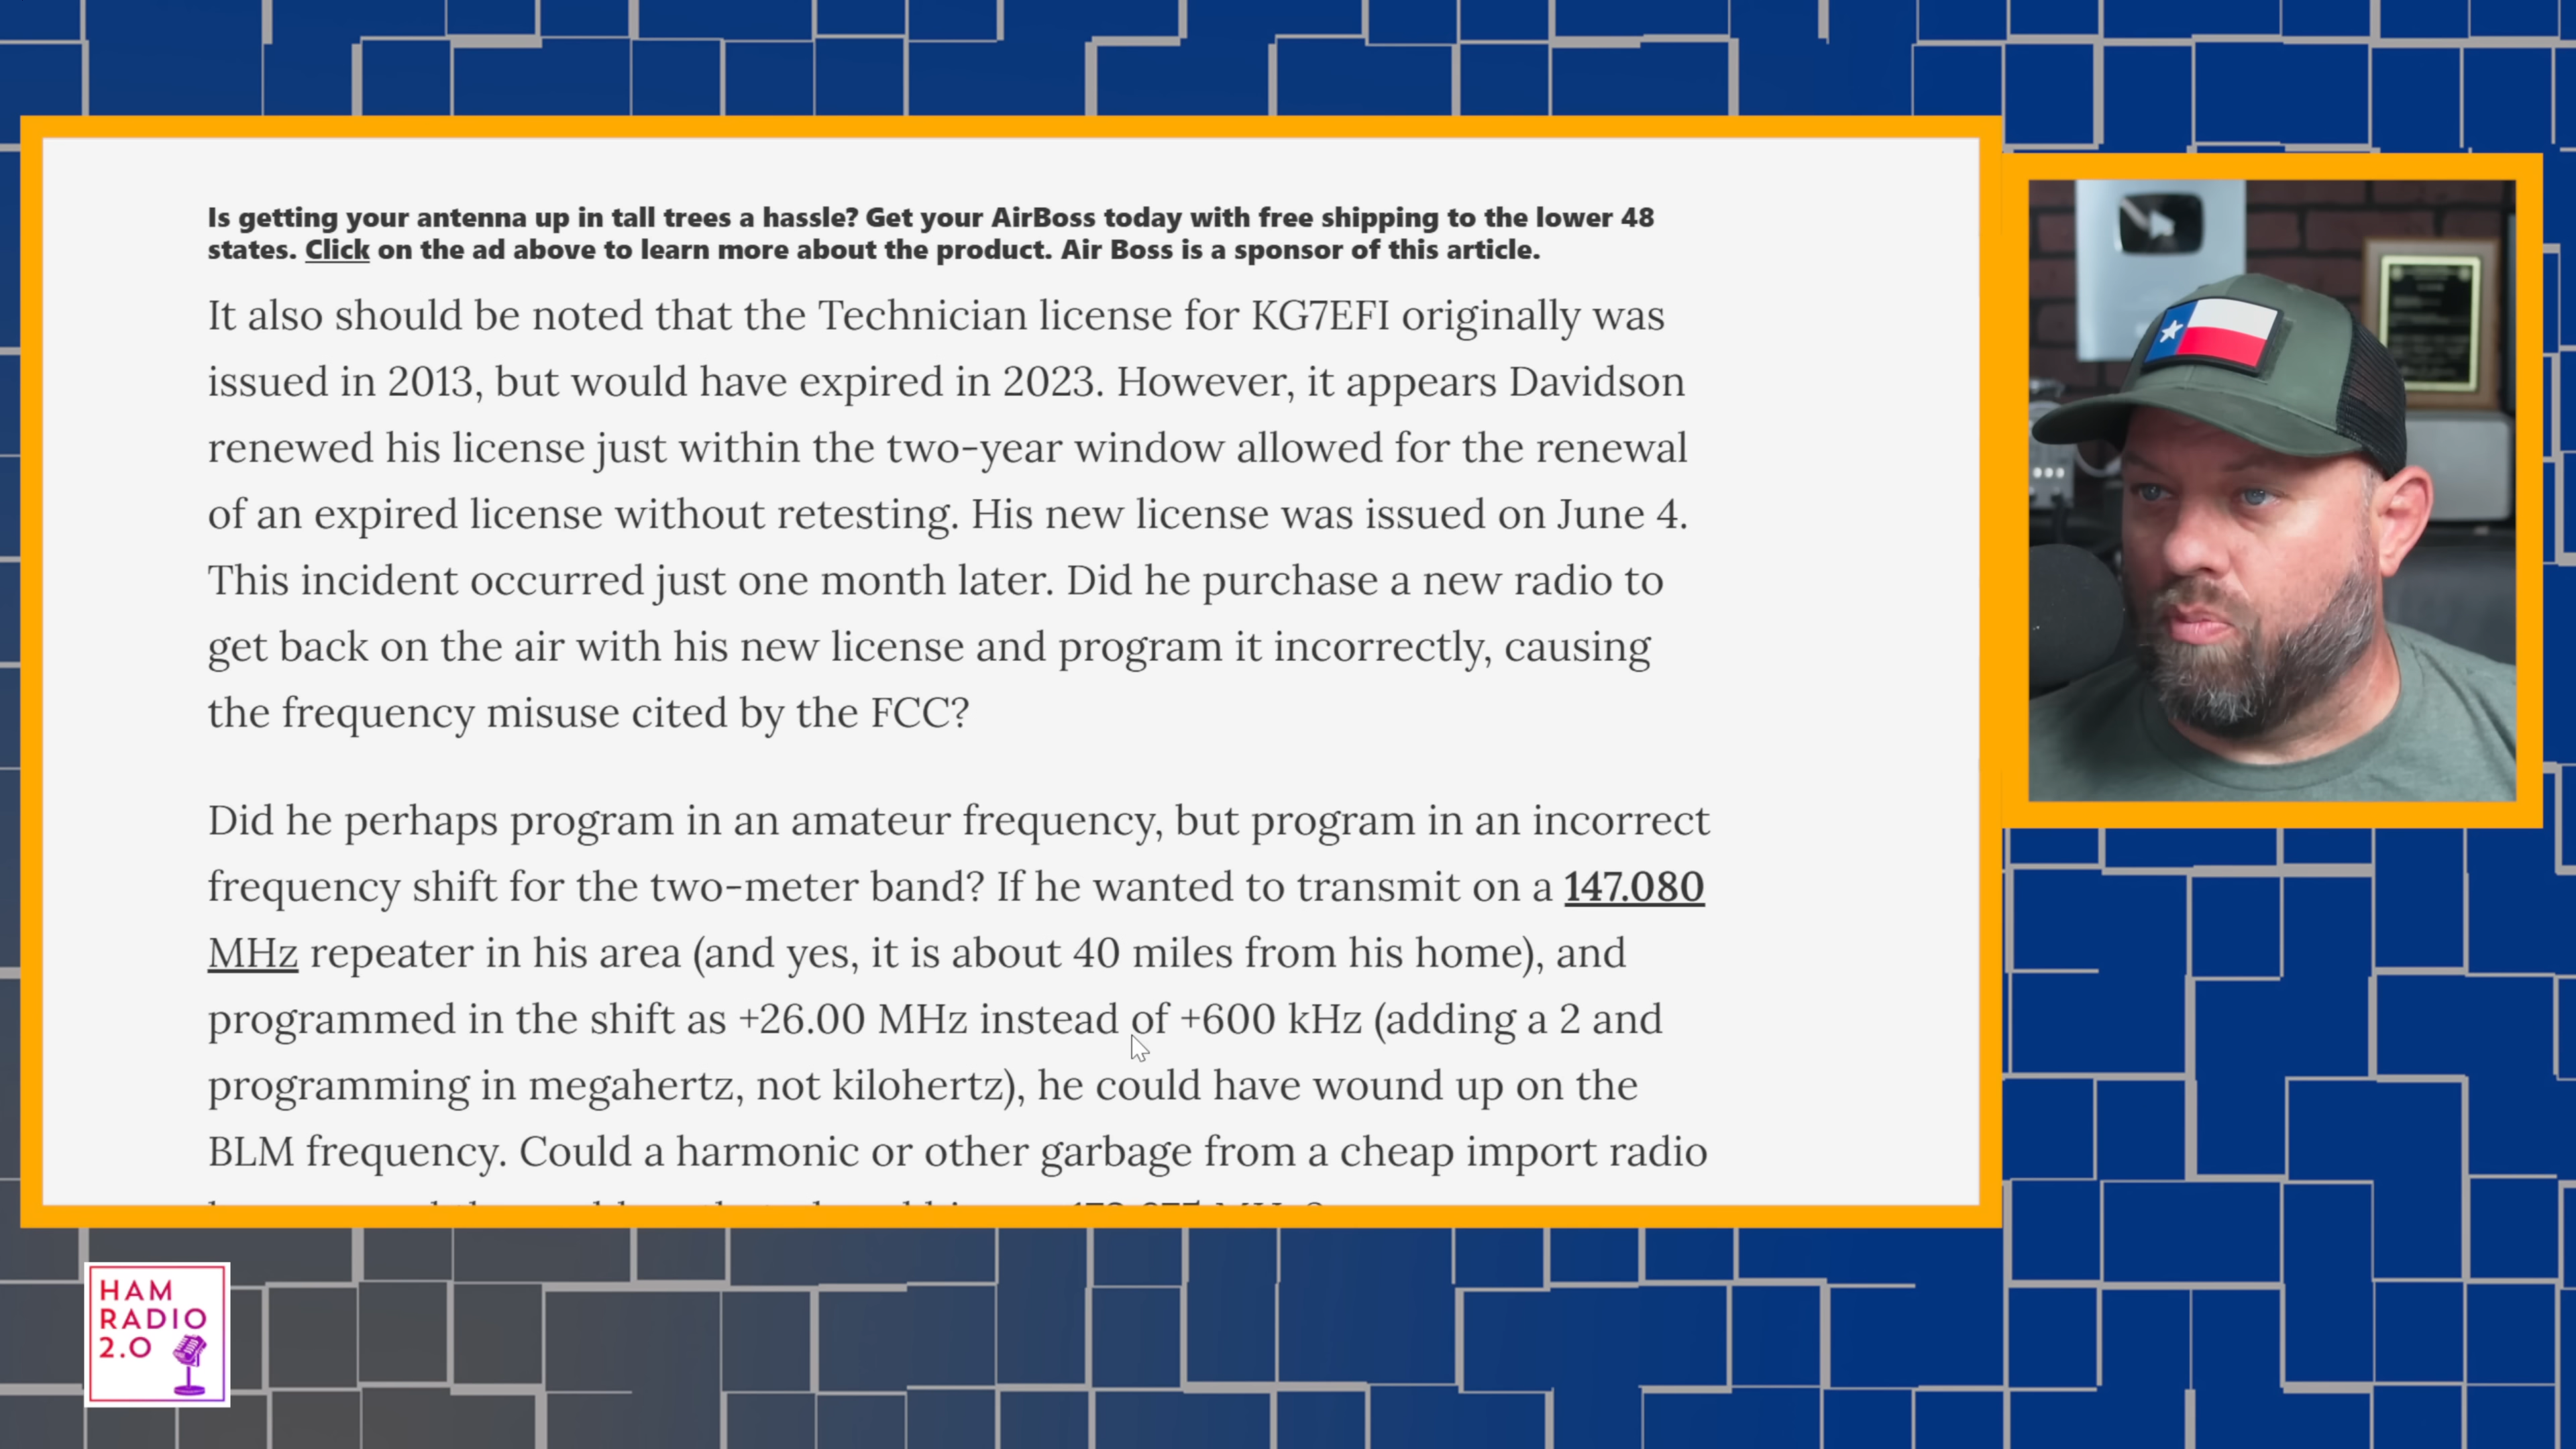 Is getting your antenna up in tall trees a hassle? Get your AirBoss today with free shipping to the lower 48
states. Click on the ad above to learn more about the product. Air Boss is a sponsor of this article.
It also should be noted that the Technician license for KG7EFI originally was
issued in 2013, but would have expired in 2023. However, it appears Davidson
renewed his license just within the two-year window allowed for the renewal
of an expired license without retesting. His new license was issued on June 4.
This incident occurred just one month later. Did he purchase a new radio to
get back on the air with his new license and program it incorrectly, causing
the frequency misuse cited by the FCC?
Did he perhaps program in an amateur frequency, but program in an incorrect
frequency shift for the two-meter band? If he wanted to transmit on a 147.080
MHz repeater in his area (and yes, it is about 40 miles from his home), and
programmed in the shift as +26.00 MHz instead of +600 kHz (adding a 2 and
programming in megahertz, not kilohertz), he could have wound up on the
BLM frequency. Could a harmonic or other garbage from a cheap import radio
HAM
RADIO
2.0